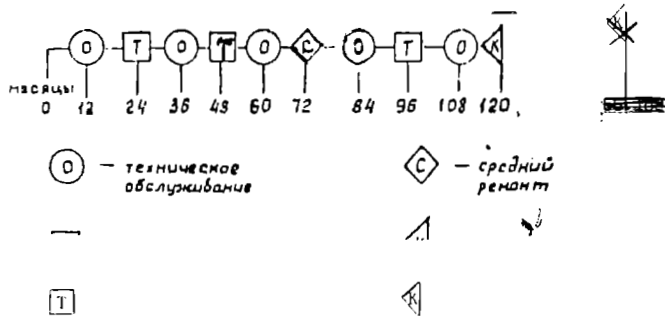 О Т О Т О С О Т О К
месяцы
0 12 24 36 48 60 72 84 96 108 120
О — техническое обслуживание
С — средний ремонт
Т
К